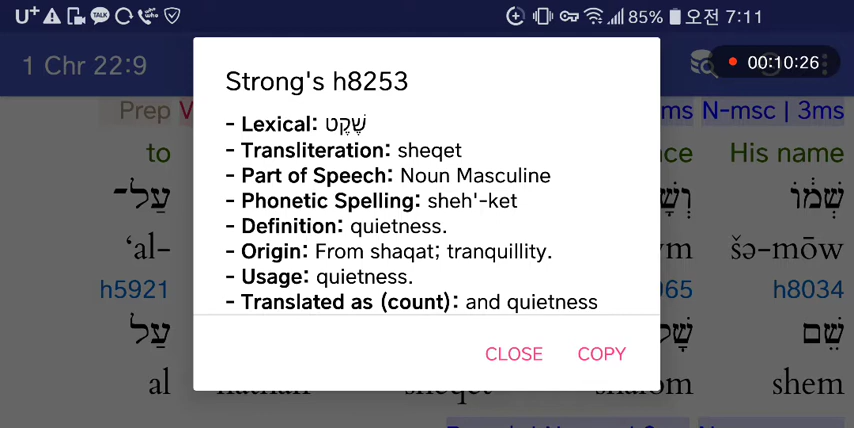 U+ TALK who 85% 오전 7:11
1 Chr 22:9
00:10:26
Strong's h8253
- Lexical: שֶׁקֶט
- Transliteration: sheqet
- Part of Speech: Noun Masculine
- Phonetic Spelling: sheh'-ket
- Definition: quietness.
- Origin: From shaqat; tranquillity.
- Usage: quietness.
- Translated as (count): and quietness
CLOSE COPY
Prep N-msc | 3ms
to His name
עַל־ שְׁמ֔וֹ
‘al- šə-mōw
h5921 h8034
עַל שֵׁם
al shem